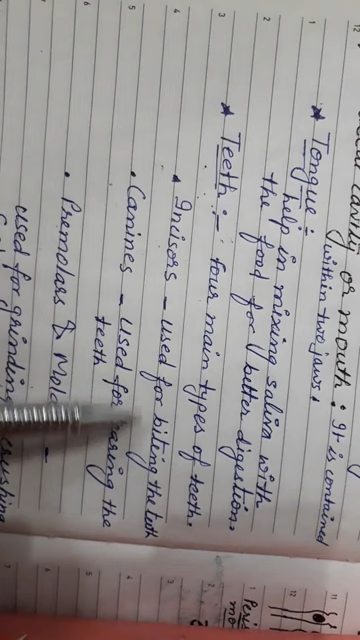 cavity or mouth : It is contained
within two jaws.
* Tongue :- help in mixing saliva with
the food for better digestion.
* Teeth :- four main types of teeth.
• Incisors - used for biting the teeth
• Canines - used for the
teeth
• Premolars & -
used for grinding crushing